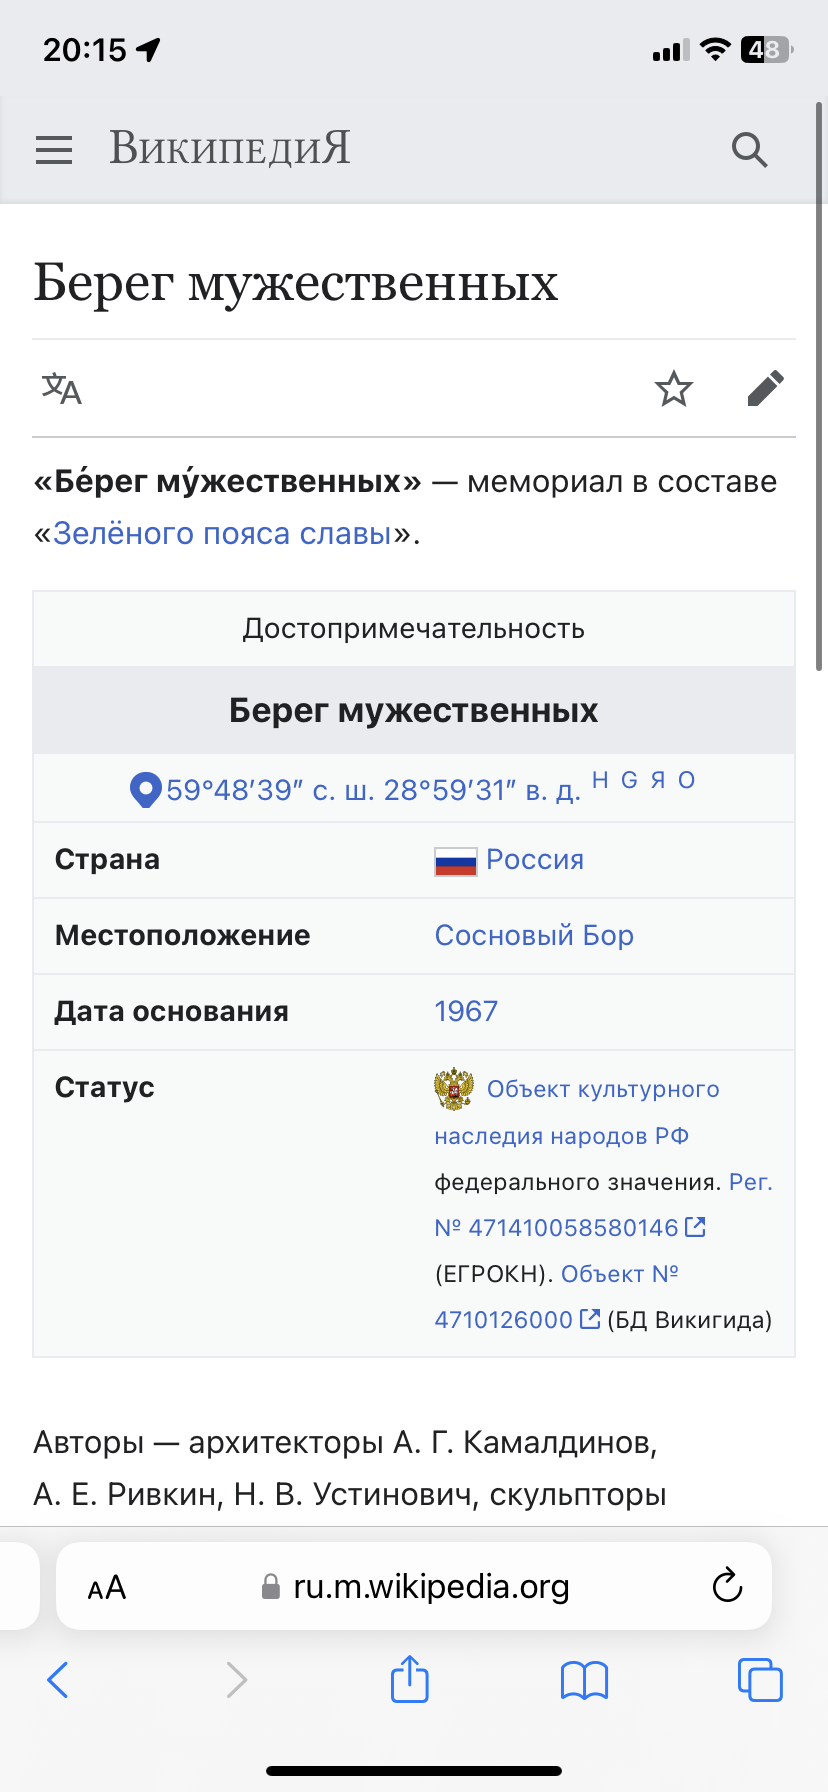 20:15
48
ВикипедиЯ
Берег мужественных
«Бе́рег му́жественных» — мемориал в составе
«Зелёного пояса славы».
Достопримечательность
Берег мужественных
59°48′39″ с. ш. 28°59′31″ в. д. H G Я O
Страна Россия
Местоположение Сосновый Бор
Дата основания 1967
Статус Объект культурного
наследия народов РФ
федерального значения. Рег.
№ 471410058580146
(ЕГРОКН). Объект №
4710126000 (БД Викигида)
Авторы — архитекторы А. Г. Камалдинов,
А. Е. Ривкин, Н. В. Устинович, скульпторы
AA ru.m.wikipedia.org